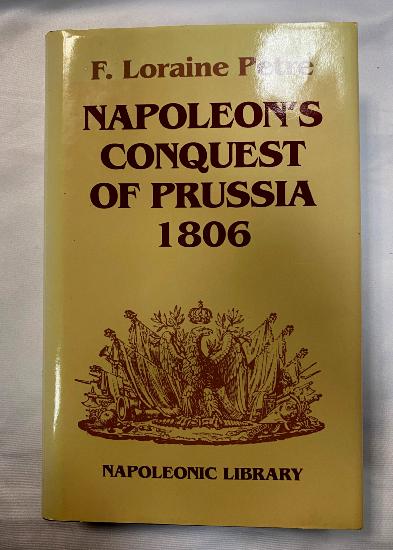 F. Loraine Petre
NAPOLEON'S
CONQUEST
OF PRUSSIA
1806
NAPOLEONIC LIBRARY